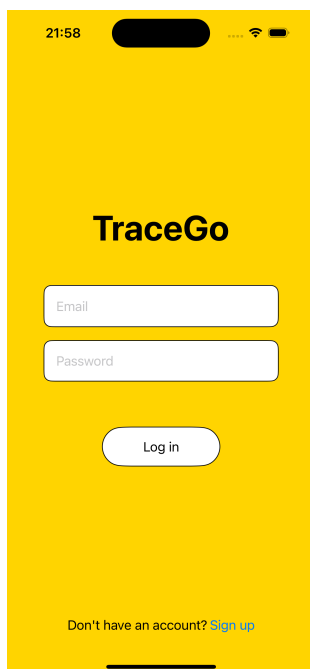 21:58
TraceGo
Email
Password
Log in
Don't have an account? Sign up